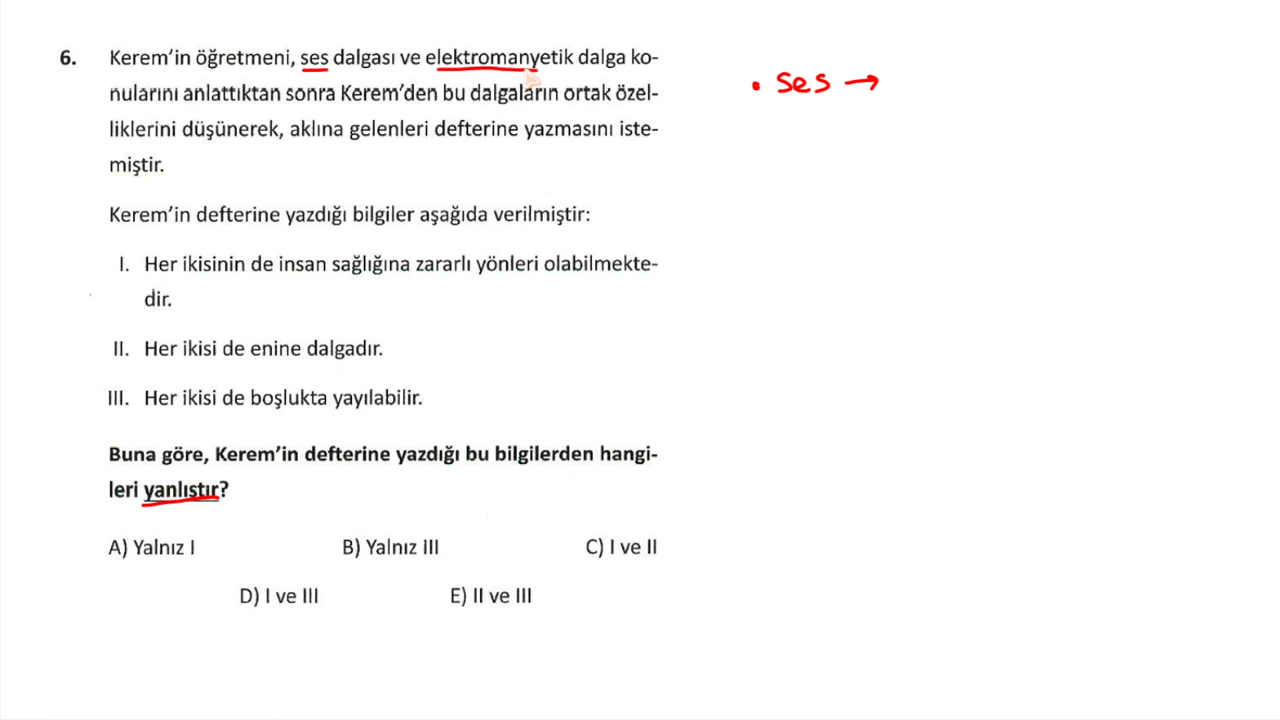 6. Kerem'in öğretmeni, ses dalgası ve elektromanyetik dalga ko-
nularını anlattıktan sonra Kerem'den bu dalgaların ortak özel-
liklerini düşünerek, aklına gelenleri defterine yazmasını iste-
miştir.
Kerem'in defterine yazdığı bilgiler aşağıda verilmiştir:
I. Her ikisinin de insan sağlığına zararlı yönleri olabilmekte-
dir.
II. Her ikisi de enine dalgadır.
III. Her ikisi de boşlukta yayılabilir.
Buna göre, Kerem'in defterine yazdığı bu bilgilerden hangi-
leri yanlıştır?
A) Yalnız I B) Yalnız III C) I ve II
D) I ve III E) II ve III
• Ses →